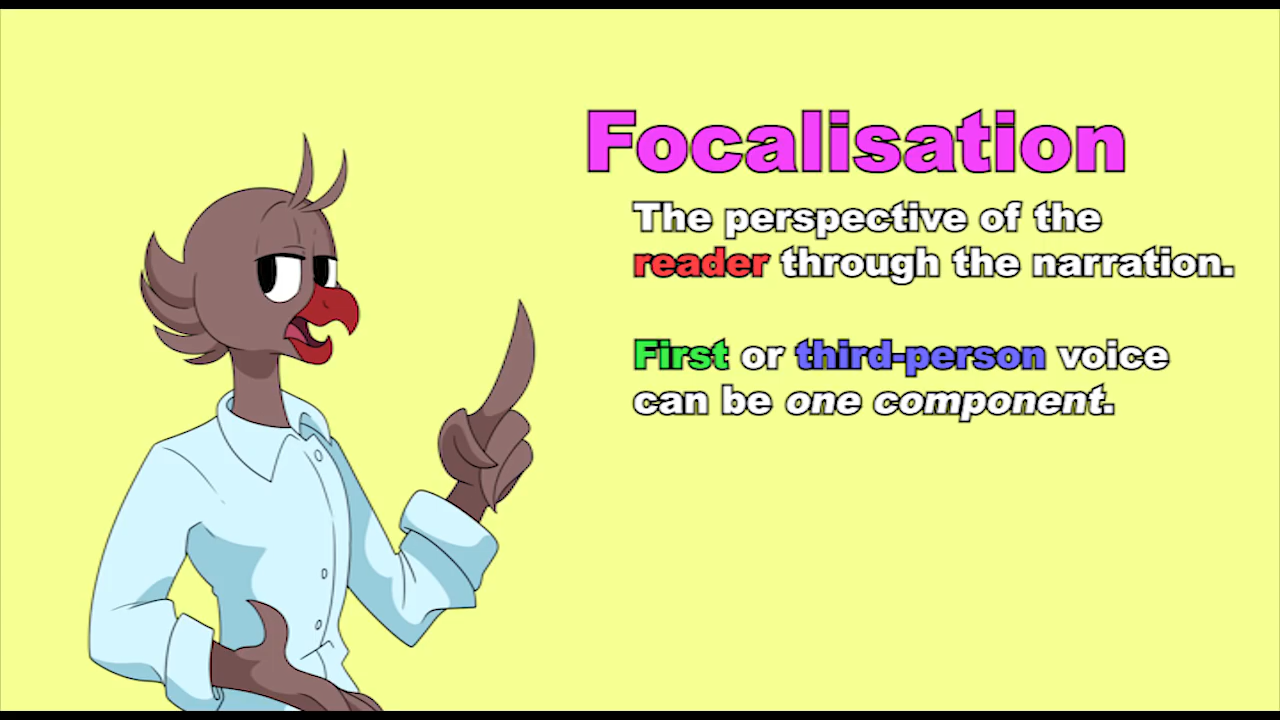 Focalisation
The perspective of the
reader through the narration.
First or third-person voice
can be one component.